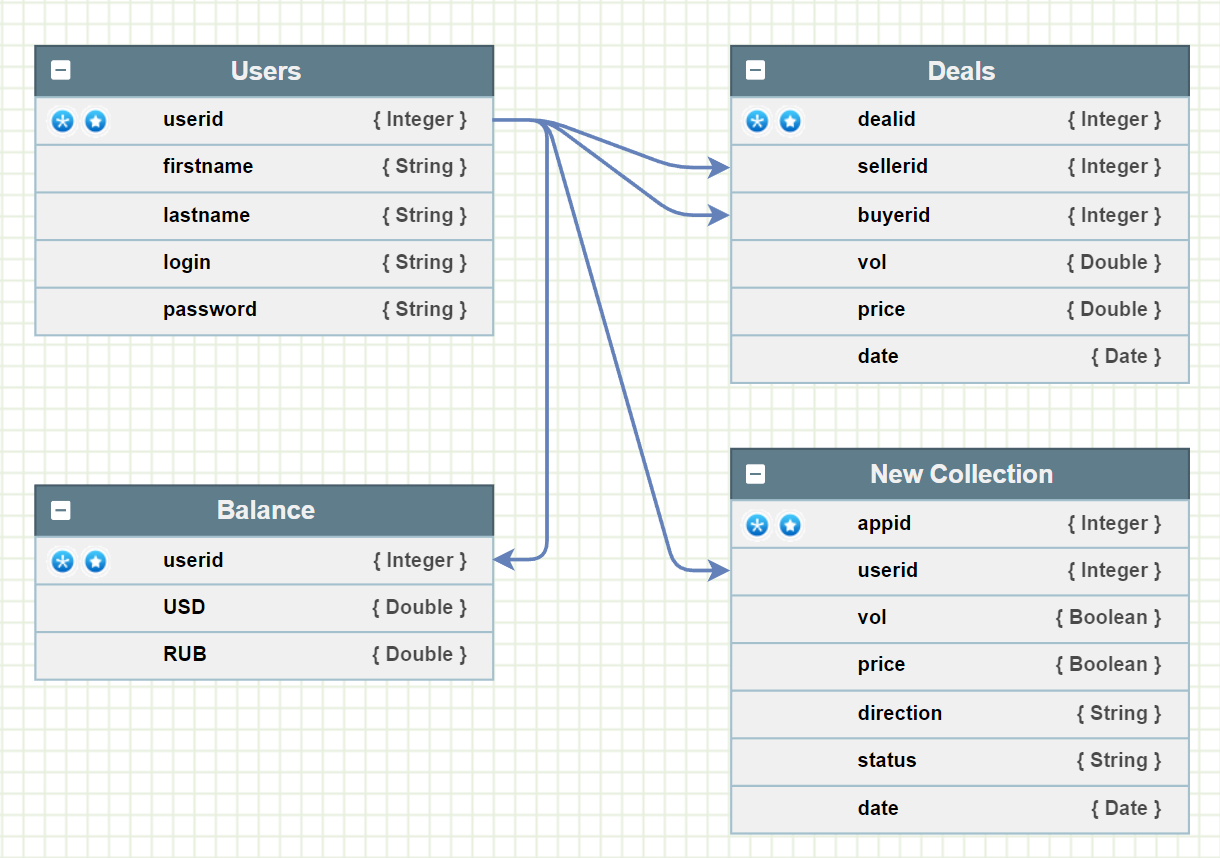 Users
userid { Integer }
firstname { String }
lastname { String }
login { String }
password { String }
Deals
dealid { Integer }
sellerid { Integer }
buyerid { Integer }
vol { Double }
price { Double }
date { Date }
Balance
userid { Integer }
USD { Double }
RUB { Double }
New Collection
appid { Integer }
userid { Integer }
vol { Boolean }
price { Boolean }
direction { String }
status { String }
date { Date }